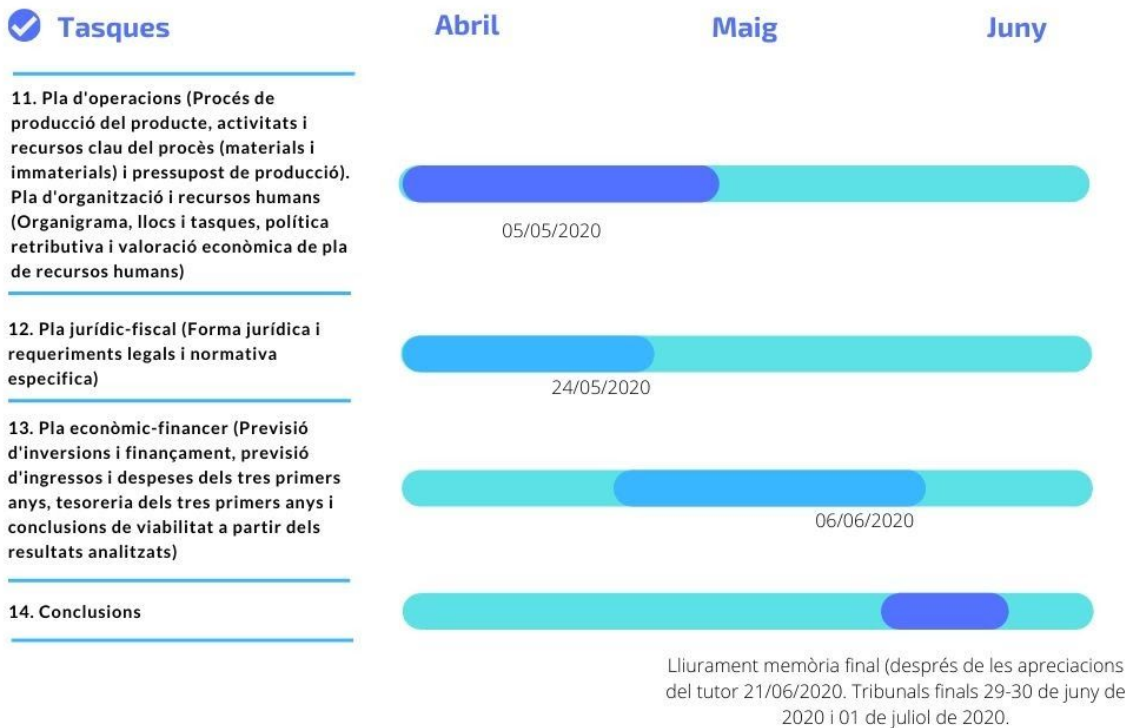 Tasques
Abril
Maig
Juny
11. Pla d'operacions (Procés de
producció del producte, activitats i
recursos clau del procès (materials i
immaterials) i pressupost de producció).
Pla d'organització i recursos humans
(Organigrama, llocs i tasques, política
retributiva i valoració econòmica de pla
de recursos humans)
05/05/2020
12. Pla jurídic-fiscal (Forma jurídica i
requeriments legals i normativa
especifica)
24/05/2020
13. Pla econòmic-financer (Previsió
d'inversions i finançament, previsió
d'ingressos i despeses dels tres primers
anys, tesoreria dels tres primers anys i
conclusions de viabilitat a partir dels
resultats analitzats)
06/06/2020
14. Conclusions
Lliurament memòria final (després de les apreciacions
del tutor 21/06/2020. Tribunals finals 29-30 de juny de
2020 i 01 de juliol de 2020.